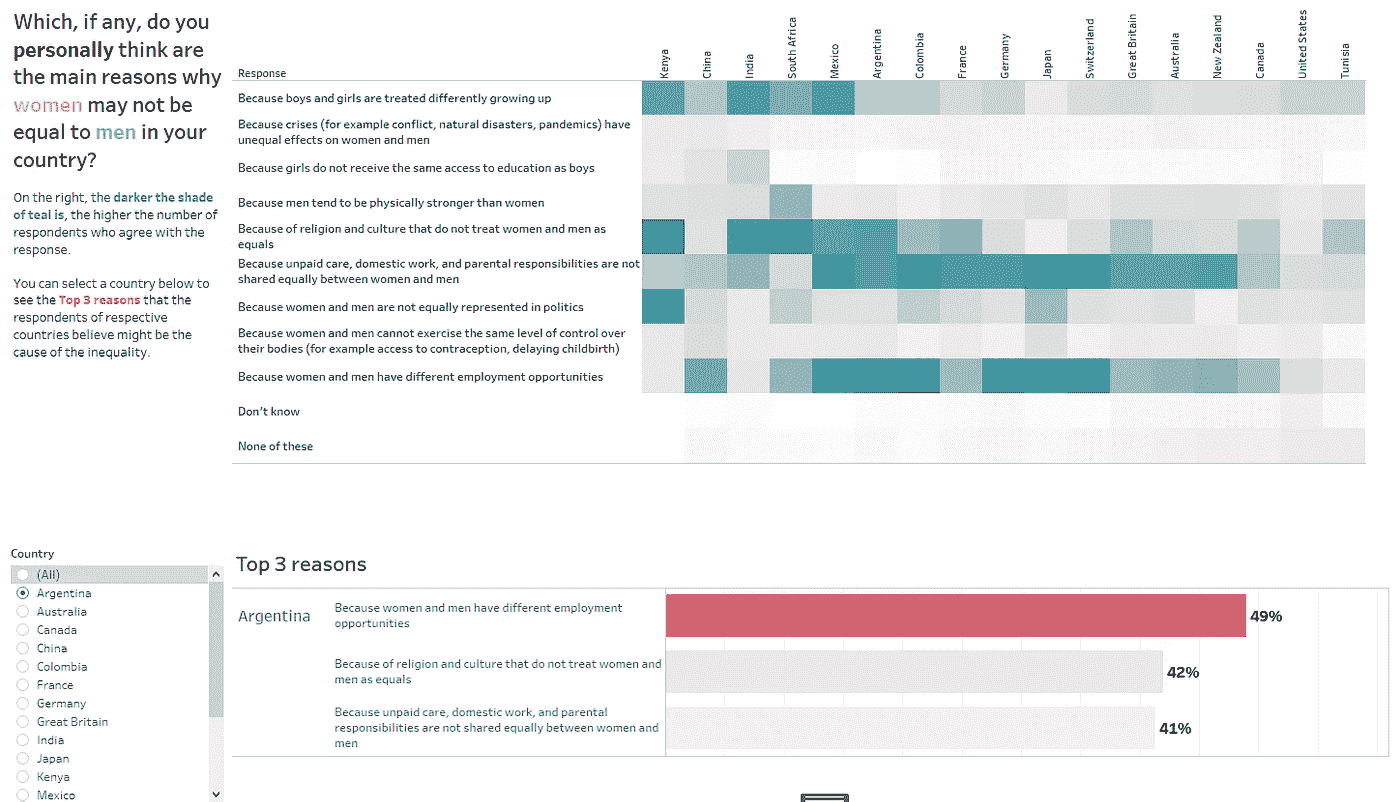 Which, if any, do you
personally think are
the main reasons why
women may not be
equal to men in your
country?
On the right, the darker the shade
of teal is, the higher the number of
respondents who agree with the
response.
You can select a country below to
see the Top 3 reasons that the
respondents of respective
countries believe might be the
cause of the inequality.
Response
Kenya
China
India
South Africa
Mexico
Argentina
Colombia
France
Germany
Japan
Switzerland
Great Britain
Australia
New Zealand
Canada
United States
Tunisia
Because boys and girls are treated differently growing up
Because crises (for example conflict, natural disasters, pandemics) have
unequal effects on women and men
Because girls do not receive the same access to education as boys
Because men tend to be physically stronger than women
Because of religion and culture that do not treat women and men as
equals
Because unpaid care, domestic work, and parental responsibilities are not
shared equally between women and men
Because women and men are not equally represented in politics
Because women and men cannot exercise the same level of control over
their bodies (for example access to contraception, delaying childbirth)
Because women and men have different employment opportunities
Don't know
None of these
Country
(All)
Argentina
Australia
Canada
China
Colombia
France
Germany
Great Britain
India
Japan
Kenya
Mexico
Top 3 reasons
Argentina
Because women and men have different employment
opportunities
49%
Because of religion and culture that do not treat women and
men as equals
42%
Because unpaid care, domestic work, and parental
responsibilities are not shared equally between women and
men
41%